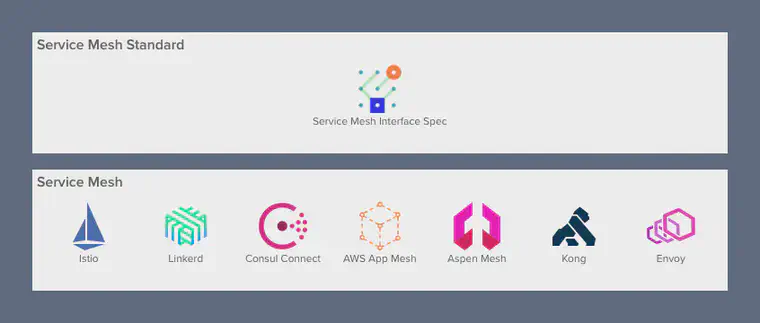 Service Mesh Standard
Service Mesh Interface Spec
Service Mesh
Istio
Linkerd
Consul Connect
AWS App Mesh
Aspen Mesh
Kong
Envoy